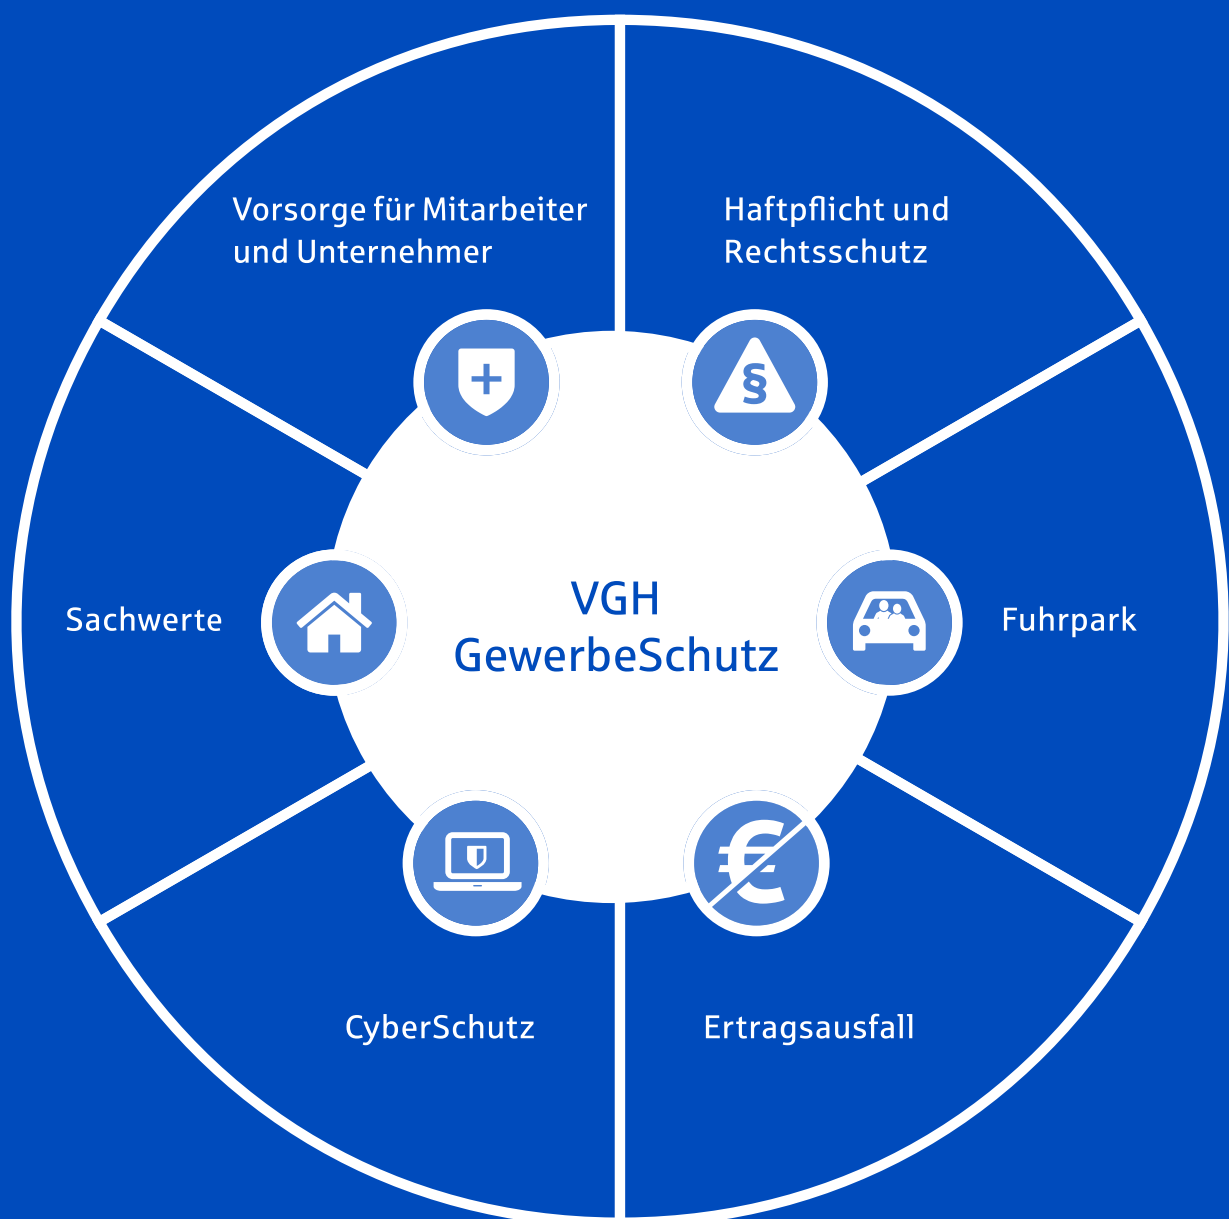 Vorsorge für Mitarbeiter
und Unternehmer
Haftpflicht und
Rechtsschutz
§
Sachwerte
VGH
GewerbeSchutz
Fuhrpark
€
CyberSchutz
Ertragsausfall